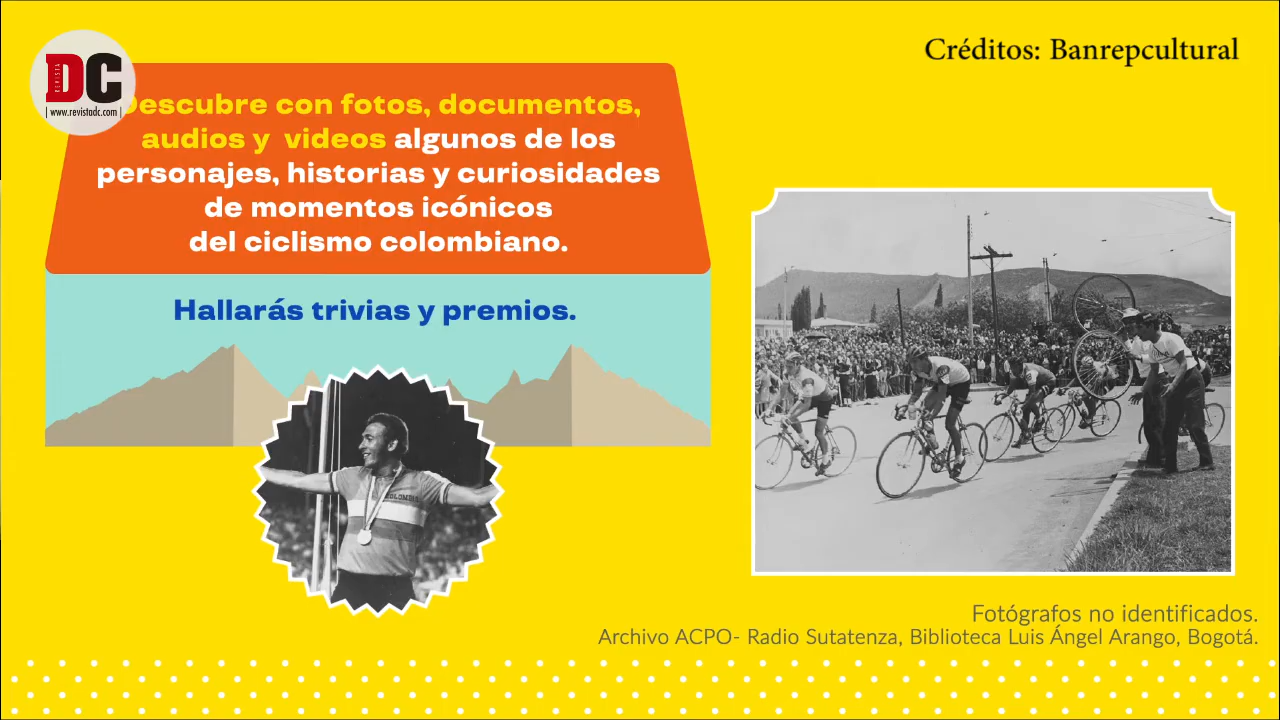 Créditos: Banrepcultural
REVISTA
DC
| www.revistadc.com |
Descubre con fotos, documentos,
audios y videos algunos de los
personajes, historias y curiosidades
de momentos icónicos
del ciclismo colombiano.
Hallarás trivias y premios.
COLOMBIA
Fotógrafos no identificados.
Archivo ACPO- Radio Sutatenza, Biblioteca Luis Ángel Arango, Bogotá.